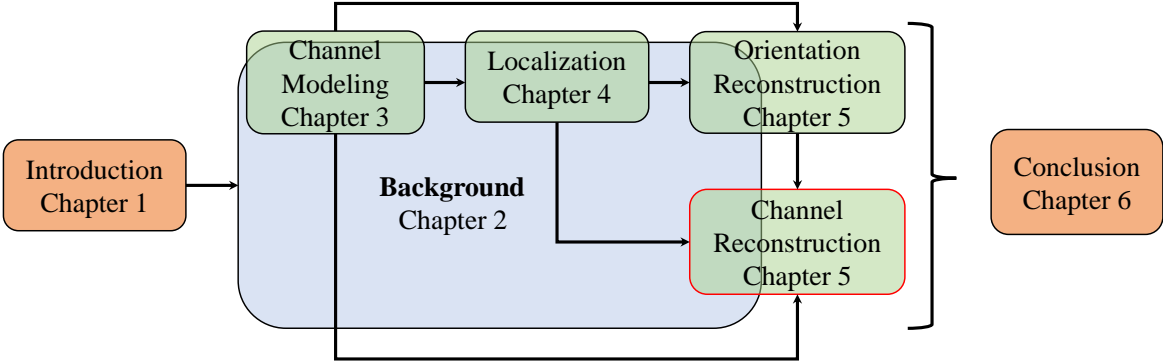 Introduction
Chapter 1
Channel
Modeling
Chapter 3
Localization
Chapter 4
Orientation
Reconstruction
Chapter 5
Background
Chapter 2
Channel
Reconstruction
Chapter 5
Conclusion
Chapter 6